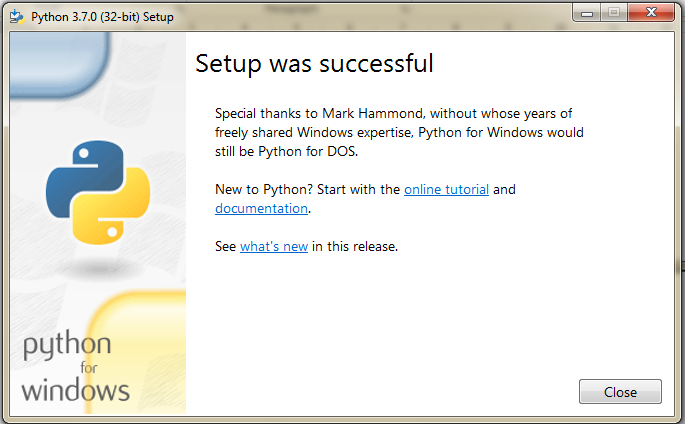 Python 3.7.0 (32-bit) Setup
Setup was successful
Special thanks to Mark Hammond, without whose years of
freely shared Windows expertise, Python for Windows would
still be Python for DOS.
New to Python? Start with the online tutorial and
documentation.
See what's new in this release.
python
for
windows
Close